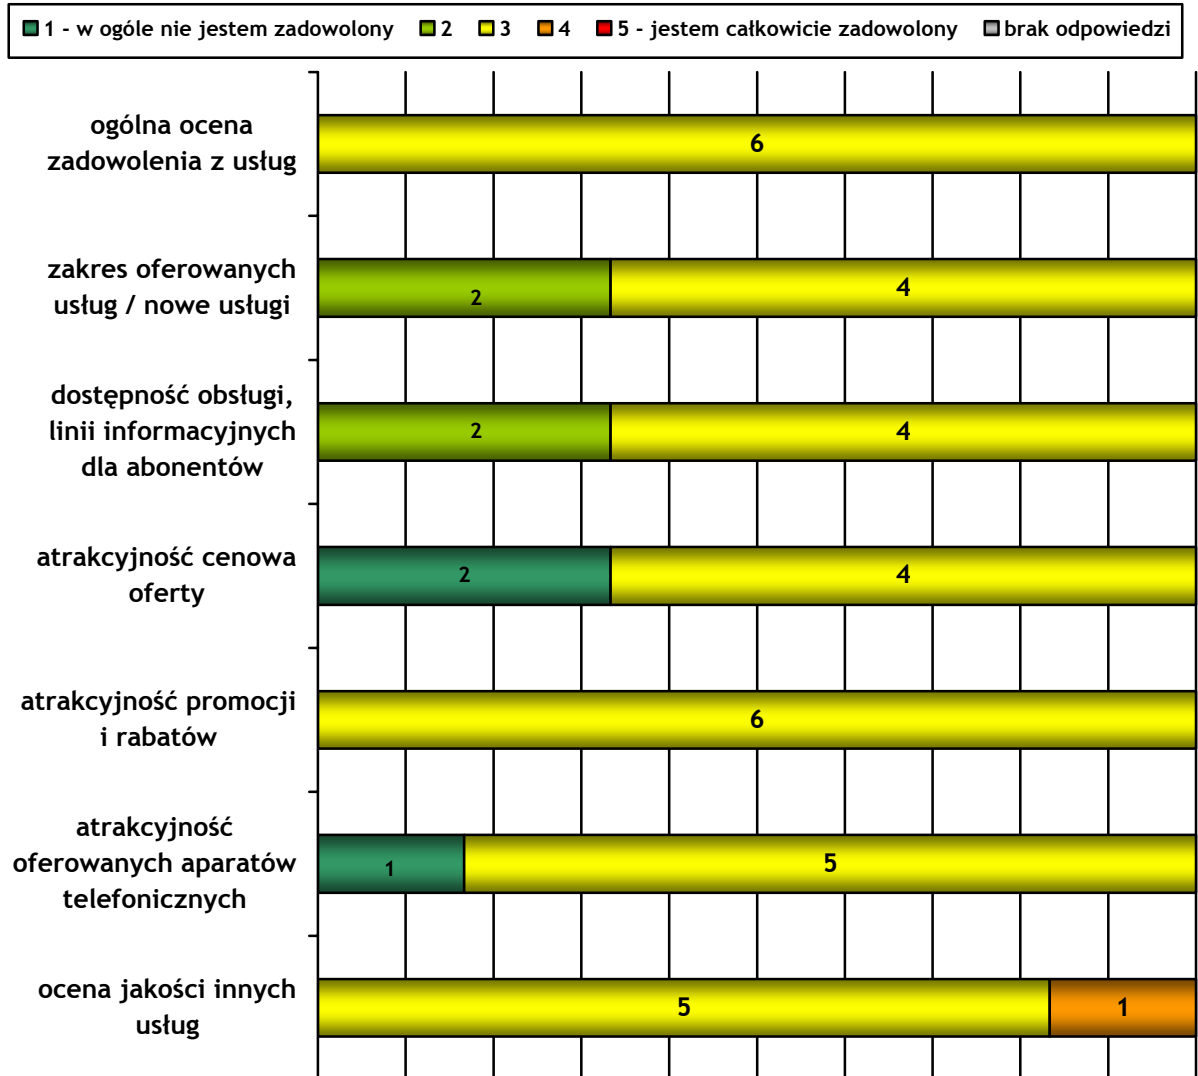 1 - w ogóle nie jestem zadowolony 2 3 4 5 - jestem całkowicie zadowolony brak odpowiedzi
ogólna ocena
zadowolenia z usług
6
zakres oferowanych
usług / nowe usługi
2 4
dostępność obsługi,
linii informacyjnych
dla abonentów
2 4
atrakcyjność cenowa
oferty
2 4
atrakcyjność promocji
i rabatów
6
atrakcyjność
oferowanych aparatów
telefonicznych
1 5
ocena jakości innych
usług
5 1